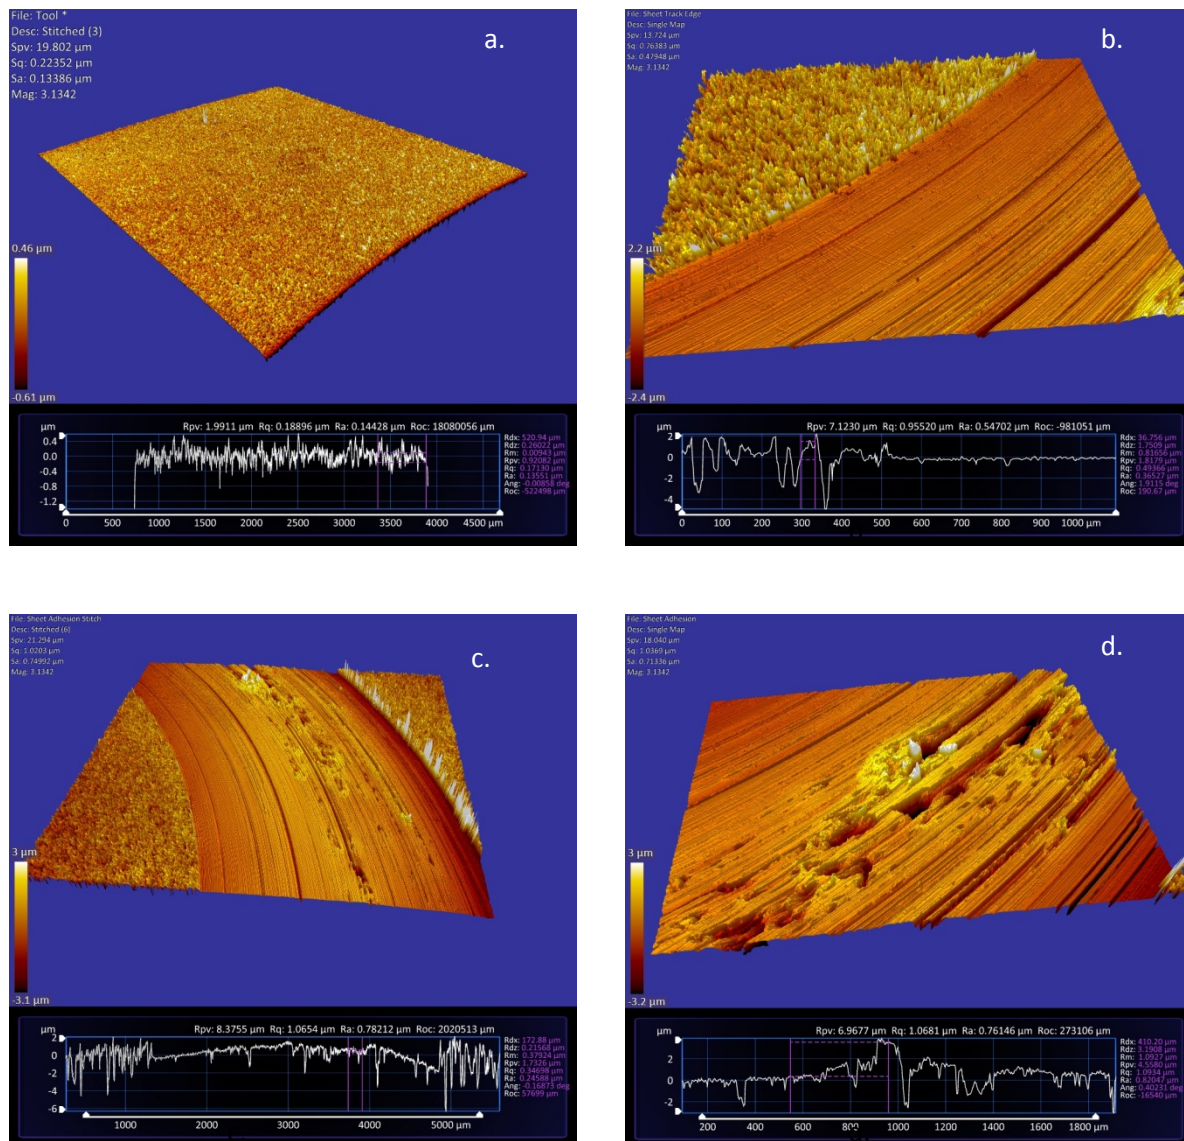 File: Tool *
Desc: Stitched (3)
Spv: 19.802 µm
Sq: 0.22352 µm
Sa: 0.13386 µm
Mag: 3.1342
a.
0.46 µm
-0.61 µm
µm
Rpv: 1.9911 µm Rq: 0.18896 µm Ra: 0.14428 µm Roc: 18080056 µm
0.4
0.0
-0.4
-0.8
-1.2
0 500 1000 1500 2000 2500 3000 3500 4000 4500 µm
Rdx: 520.94 µm
Rdz: 0.26022 µm
Rm: 0.00943 µm
Rpv: 0.92082 µm
Rq: 0.17130 µm
Ra: 0.13551 µm
Ang: -0.00858 deg
Roc: -522498 µm
File: Sheet Track Edge
Desc: Single Map
Spv: 13.724 µm
Sq: 0.76383 µm
Sa: 0.47948 µm
Mag: 3.1342
b.
2.2 µm
-2.4 µm
µm
Rpv: 7.1230 µm Rq: 0.95520 µm Ra: 0.54702 µm Roc: -981051 µm
2
0
-2
-4
0 100 200 300 400 500 600 700 800 900 1000 µm
Rdx: 36.756 µm
Rdz: 1.7509 µm
Rm: 0.81656 µm
Rpv: 1.8179 µm
Rq: 0.49366 µm
Ra: 0.36527 µm
Ang: 1.9115 deg
Roc: 190.67 µm
File: Sheet Adhesion Stitch
Desc: Stitched (6)
Spv: 21.294 µm
Sq: 1.0203 µm
Sa: 0.74992 µm
Mag: 3.1342
c.
3 µm
-3.1 µm
µm
Rpv: 8.3755 µm Rq: 1.0654 µm Ra: 0.78212 µm Roc: 2020513 µm
2
0
-2
-4
-6
1000 2000 3000 4000 5000 µm
Rdx: 172.88 µm
Rdz: 0.21568 µm
Rm: 0.37924 µm
Rpv: 1.7326 µm
Rq: 0.34698 µm
Ra: 0.24588 µm
Ang: -0.16873 deg
Roc: 57699 µm
File: Sheet Adhesion
Desc: Single Map
Spv: 18.040 µm
Sq: 1.0369 µm
Sa: 0.71336 µm
Mag: 3.1342
d.
3 µm
-3.2 µm
µm
Rpv: 6.9677 µm Rq: 1.0681 µm Ra: 0.76146 µm Roc: 273106 µm
2
0
-2
200 400 600 800 1000 1200 1400 1600 1800 µm
Rdx: 410.20 µm
Rdz: 3.1908 µm
Rm: 1.0927 µm
Rpv: 4.5580 µm
Rq: 1.0934 µm
Ra: 0.82047 µm
Ang: 0.40231 deg
Roc: -16540 µm